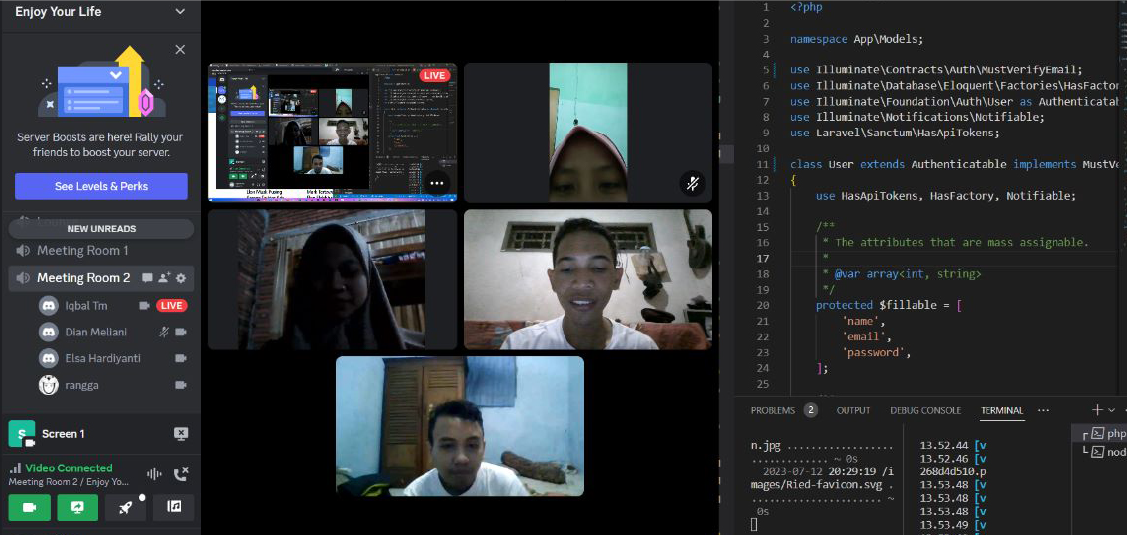 Enjoy Your Life
Server Boosts are here! Rally your
friends to boost your server.
See Levels & Perks
NEW UNREADS
Meeting Room 1
Meeting Room 2
Iqbal Tm
LIVE
Dian Meliani
Elsa Hardiyanti
rangga
S
Screen 1
Video Connected
Meeting Room 2 / Enjoy Yo...
LIVE
1 <?php
2
3 namespace App\Models;
4
5 use Illuminate\Contracts\Auth\MustVerifyEmail;
6 use Illuminate\Database\Eloquent\Factories\HasFactor
7 use Illuminate\Foundation\Auth\User as Authenticatab
8 use Illuminate\Notifications\Notifiable;
9 use Laravel\Sanctum\HasApiTokens;
10
11 class User extends Authenticatable implements MustVe
12 {
13 use HasApiTokens, HasFactory, Notifiable;
14
15 /**
16 * The attributes that are mass assignable.
17 *
18 * @var array<int, string>
19 */
20 protected $fillable = [
21 'name',
22 'email',
23 'password',
24 ];
25
PROBLEMS 2 OUTPUT DEBUG CONSOLE TERMINAL ···
n.jpg ..................
............. ~ 0s
2023-07-12 20:29:19 /i
mages/Ried-favicon.svg .
..................... ~
0s
13.52.44 [v
13.52.46 [v
268d4d510.p
13.53.48 [v
13.53.48 [v
13.53.48 [v
13.53.49 [v
php
nod